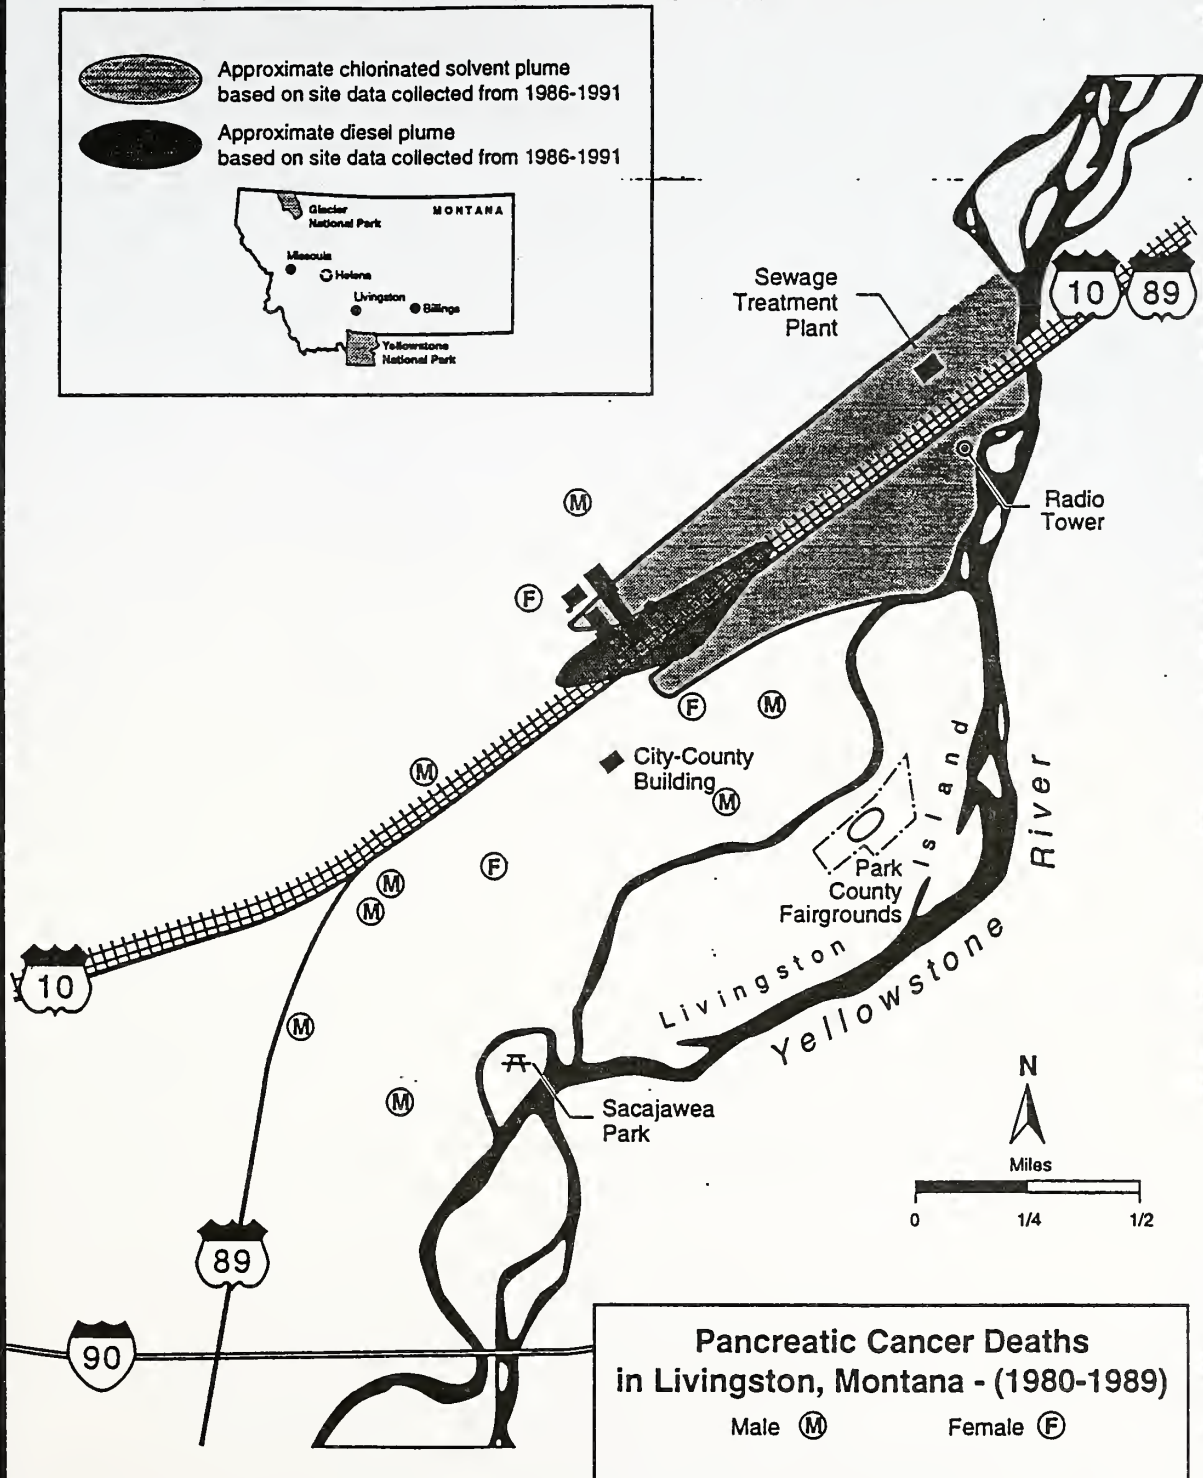 Approximate chlorinated solvent plume
based on site data collected from 1986-1991
Approximate diesel plume
based on site data collected from 1986-1991
Glacier
National Park
MONTANA
Missoula
Helena
Livingston
Billings
Yellowstone
National Park
Sewage
Treatment
Plant
10
89
Radio
Tower
M
F
F
M
City-County
Building
M
M
F
M
M
Park
County
Fairgrounds
Livingston Island
Yellowstone River
10
M
M
Sacajawea
Park
N
Miles
0 1/4 1/2
89
90
Pancreatic Cancer Deaths
in Livingston, Montana - (1980-1989)
Male M Female F